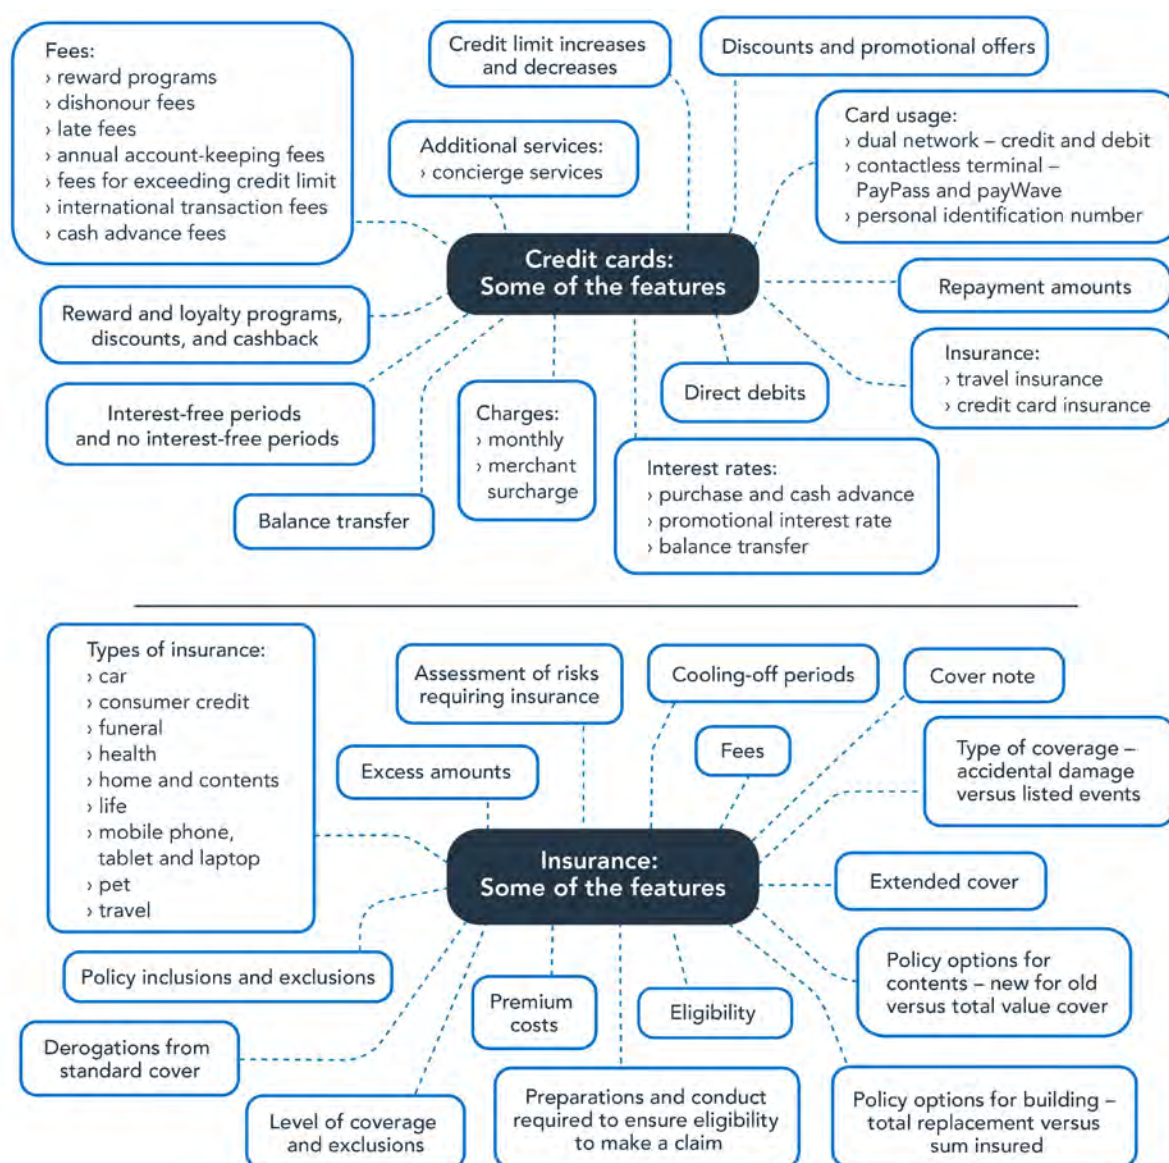 Fees:
› reward programs
› dishonour fees
› late fees
› annual account-keeping fees
› fees for exceeding credit limit
› international transaction fees
› cash advance fees
Credit limit increases
and decreases
Discounts and promotional offers
Additional services:
› concierge services
Card usage:
› dual network – credit and debit
› contactless terminal –
PayPass and payWave
› personal identification number
Credit cards:
Some of the features
Repayment amounts
Reward and loyalty programs,
discounts, and cashback
Insurance:
› travel insurance
› credit card insurance
Interest-free periods
and no interest-free periods
Charges:
› monthly
› merchant
surcharge
Direct debits
Balance transfer
Interest rates:
› purchase and cash advance
› promotional interest rate
› balance transfer
Types of insurance:
› car
› consumer credit
› funeral
› health
› home and contents
› life
› mobile phone,
tablet and laptop
› pet
› travel
Assessment of risks
requiring insurance
Cooling-off periods
Cover note
Excess amounts
Fees
Type of coverage –
accidental damage
versus listed events
Insurance:
Some of the features
Extended cover
Policy inclusions and exclusions
Premium
costs
Eligibility
Policy options for
contents – new for old
versus total value cover
Derogations from
standard cover
Level of coverage
and exclusions
Preparations and conduct
required to ensure eligibility
to make a claim
Policy options for building –
total replacement versus
sum insured